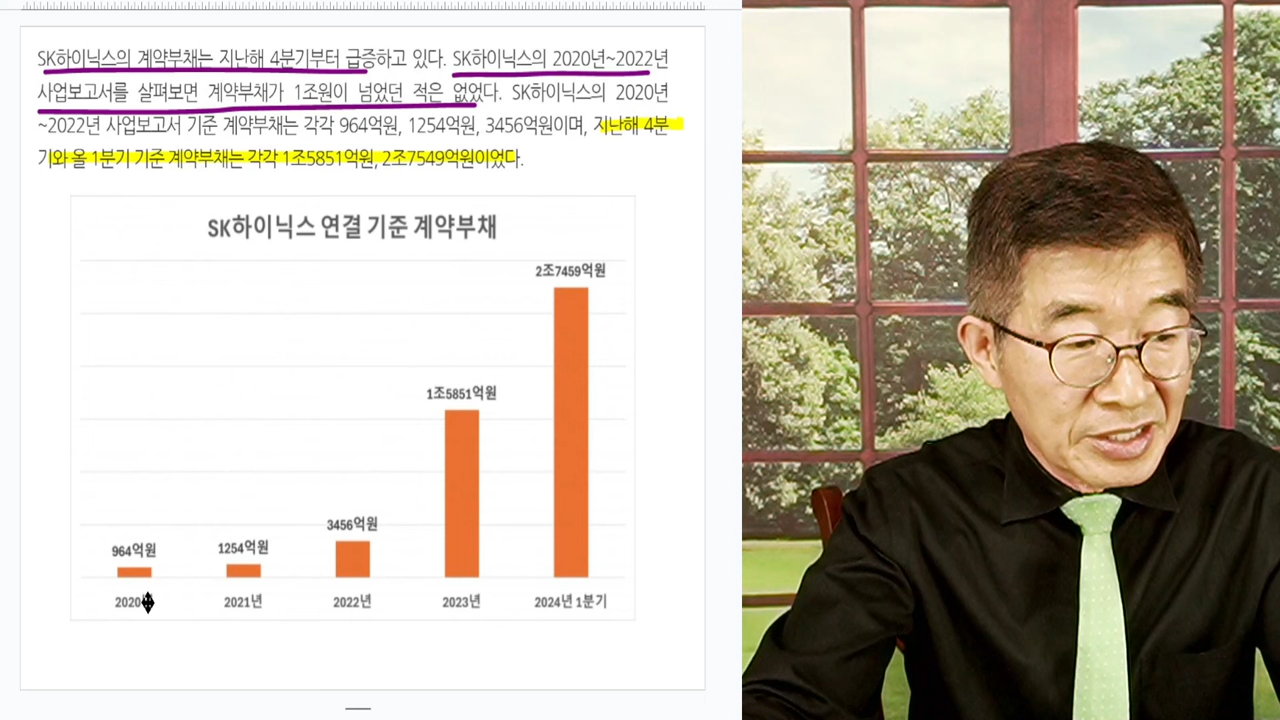 SK하이닉스의 계약부채는 지난해 4분기부터 급증하고 있다. SK하이닉스의 2020년~2022년
사업보고서를 살펴보면 계약부채가 1조원이 넘었던 적은 없었다. SK하이닉스의 2020년
~2022년 사업보고서 기준 계약부채는 각각 964억원, 1254억원, 3456억원이며, 지난해 4분
기와 올 1분기 기준 계약부채는 각각 1조5851억원, 2조7549억원이었다.
SK하이닉스 연결 기준 계약부채
2조7459억원
1조5851억원
3456억원
1254억원
964억원
2020 2021년 2022년 2023년 2024년 1분기